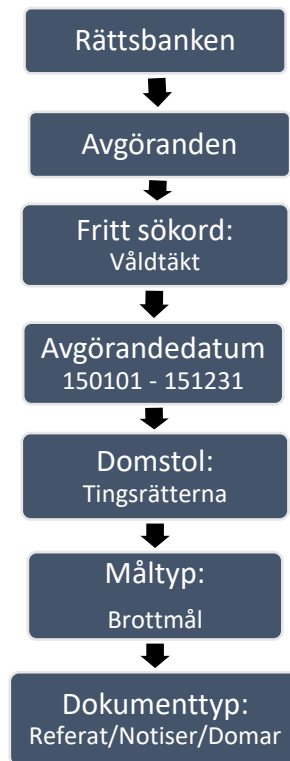 Rättsbanken
Avgöranden
Fritt sökord:
Våldtäkt
Avgörandedatum
150101 - 151231
Domstol:
Tingsrätterna
Måltyp:
Brottmål
Dokumenttyp:
Referat/Notiser/Domar